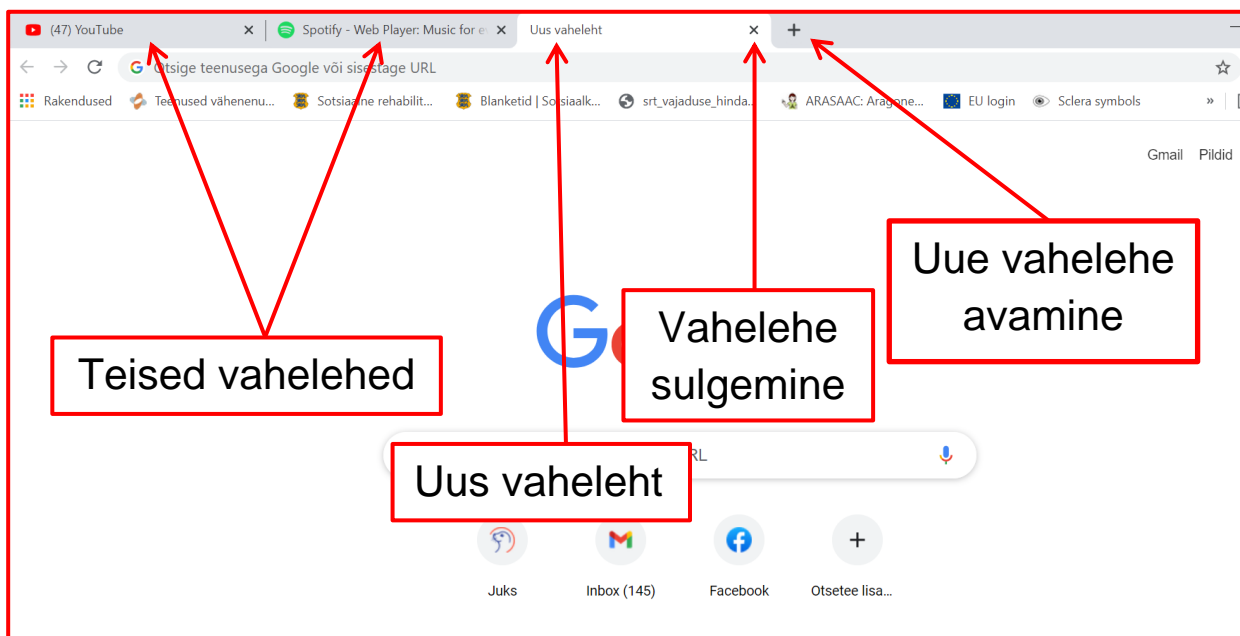 (47) YouTube
Spotify - Web Player: Music for e
Uus vaheleht
Otsige teenusega Google või sisestage URL
Rakendused
Teenused vähenenu...
Sotsiaalne rehabilit...
Blanketid | Sotsiaalk...
srt_vajaduse_hinda...
ARASAAC: Aragone...
EU login
Sclera symbols
»
Gmail
Pildid
Uue vahelehe
avamine
Vahelehe
sulgemine
Teised vahelehed
Uus vaheleht
G
RL
Juks
Inbox (145)
Facebook
Otsetee lisa...